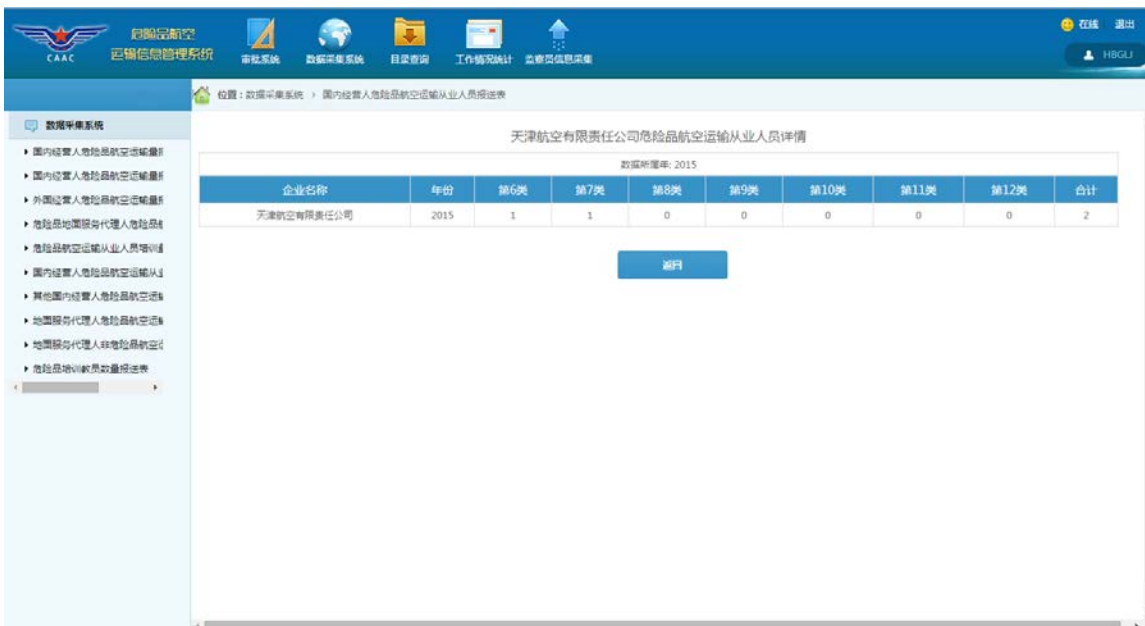 危险品航空
运输信息管理系统
CAAC
审批系统
数据采集系统
目录查询
工作情况统计
监察员信息采集
在线 退出
HBGLJ
位置：数据采集系统 › 国内经营人危险品航空运输从业人员报送表
数据采集系统
国内经营人危险品航空运输量
国内经营人危险品航空运输量
外国经营人危险品航空运输量
危险品地面服务代理人危险品
危险品航空运输从业人员培训
国内经营人危险品航空运输从
其他国内经营人危险品航空运
地面服务代理人危险品航空运
地面服务代理人非危险品航空
危险品培训教员数量报送表
天津航空有限责任公司危险品航空运输从业人员详情
数据所属年: 2015
企业名称 年份 第6类 第7类 第8类 第9类 第10类 第11类 第12类 合计
天津航空有限责任公司 2015 1 1 0 0 0 0 0 2
返回